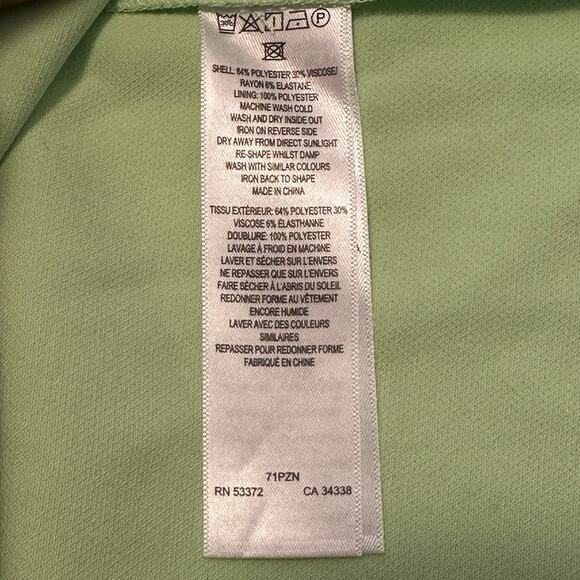 30°
P
SHELL: 64% POLYESTER 30% VISCOSE/
RAYON 6% ELASTANE
LINING: 100% POLYESTER
MACHINE WASH COLD
WASH AND DRY INSIDE OUT
IRON ON REVERSE SIDE
DRY AWAY FROM DIRECT SUNLIGHT
RE-SHAPE WHILST DAMP
WASH WITH SIMILAR COLOURS
IRON BACK TO SHAPE
MADE IN CHINA
TISSU EXTÉRIEUR: 64% POLYESTER 30%
VISCOSE 6% ÉLASTHANNE
DOUBLURE: 100% POLYESTER
LAVAGE À FROID EN MACHINE
LAVER ET SÉCHER SUR L'ENVERS
NE REPASSER QUE SUR L'ENVERS
FAIRE SÉCHER À L'ABRIS DU SOLEIL
REDONNER FORME AU VÊTEMENT
ENCORE HUMIDE
LAVER AVEC DES COULEURS
SIMILAIRES
REPASSER POUR REDONNER FORME
FABRIQUÉ EN CHINE
71PZN
RN 53372 CA 34338